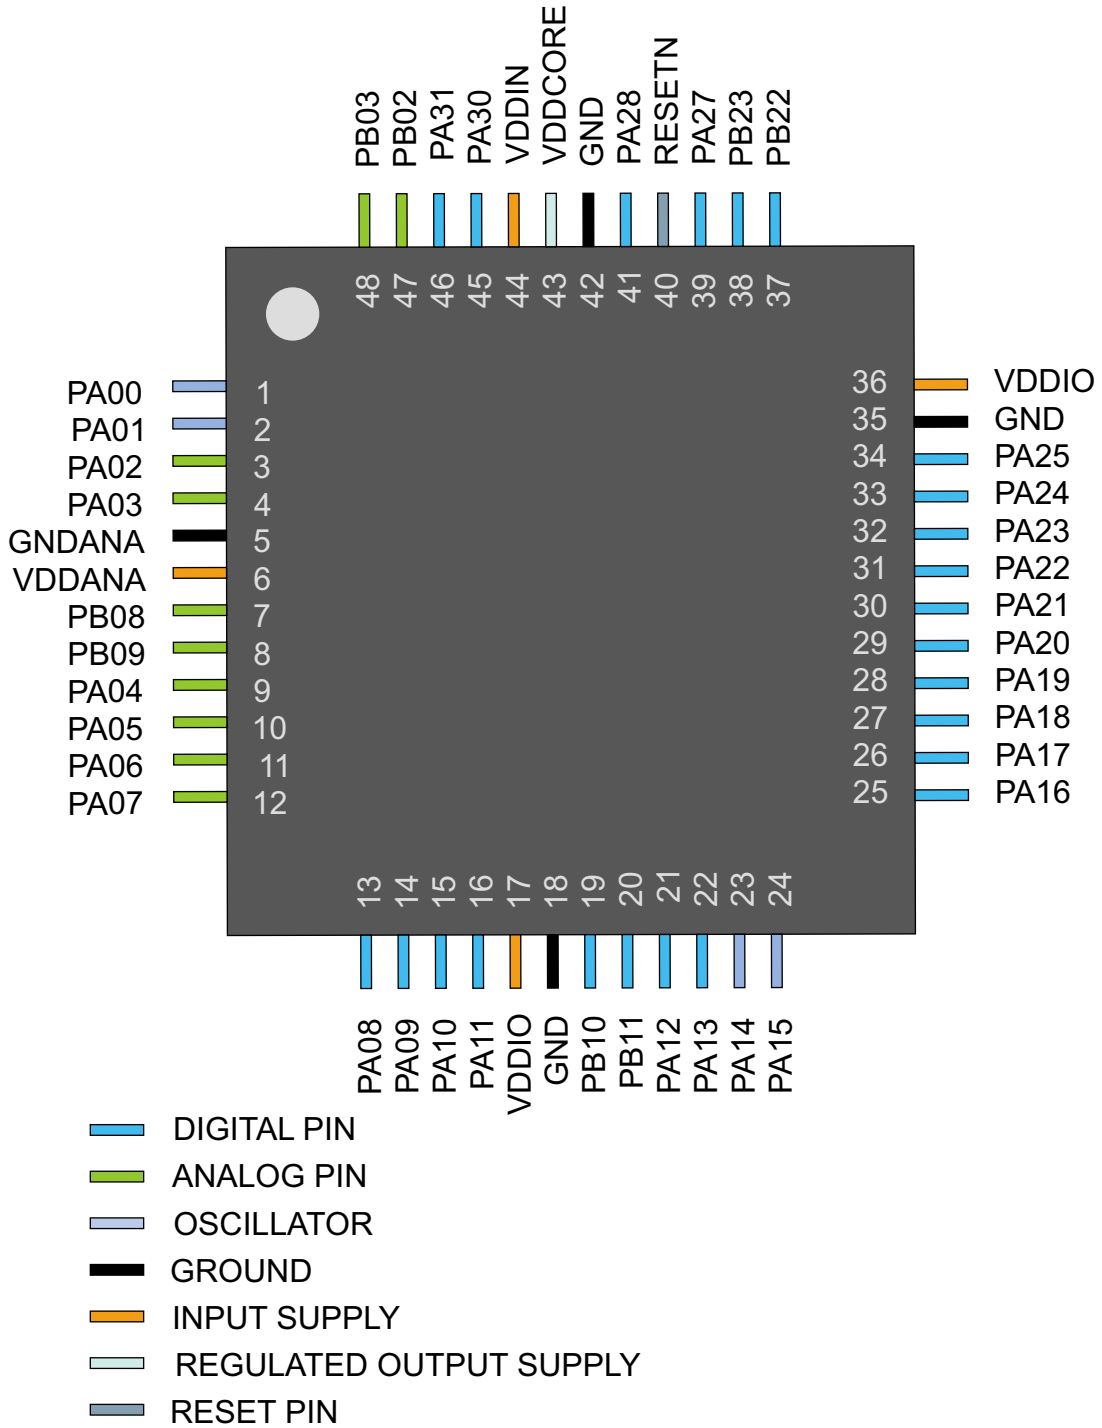 PB03
PB02
PA31
PA30
VDDIN
VDDCORE
GND
PA28
RESETN
PA27
PB23
PB22
48
47
46
45
44
43
42
41
40
39
38
37
PA00 1
PA01 2
PA02 3
PA03 4
GNDANA 5
VDDANA 6
PB08 7
PB09 8
PA04 9
PA05 10
PA06 11
PA07 12
36 VDDIO
35 GND
34 PA25
33 PA24
32 PA23
31 PA22
30 PA21
29 PA20
28 PA19
27 PA18
26 PA17
25 PA16
13
14
15
16
17
18
19
20
21
22
23
24
PA08
PA09
PA10
PA11
VDDIO
GND
PB10
PB11
PA12
PA13
PA14
PA15
DIGITAL PIN
ANALOG PIN
OSCILLATOR
GROUND
INPUT SUPPLY
REGULATED OUTPUT SUPPLY
RESET PIN